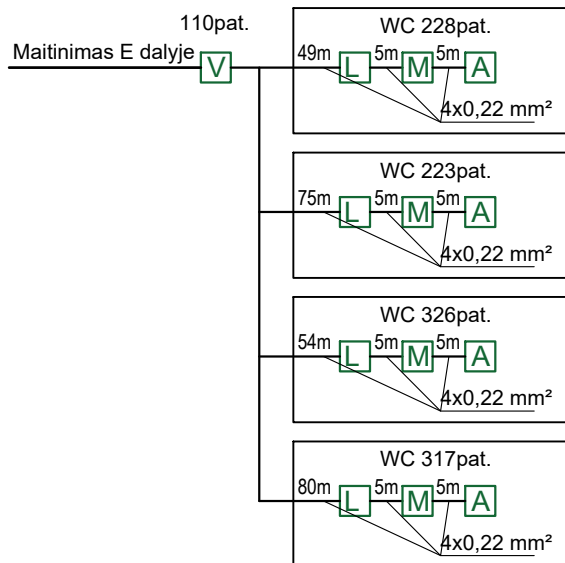 110pat.
Maitinimas E dalyje
V
WC 228pat.
49m L 5m M 5m A
4x0,22 mm²
WC 223pat.
75m L 5m M 5m A
4x0,22 mm²
WC 326pat.
54m L 5m M 5m A
4x0,22 mm²
WC 317pat.
80m L 5m M 5m A
4x0,22 mm²